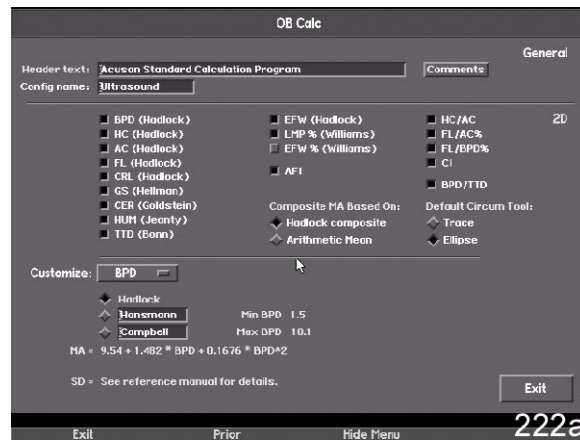 OB Calc
General
Header text: Acuson Standard Calculation Program Comments
Config name: Ultrasound
BPD (Hadlock) EFW (Hadlock) HC/AC 2D
HC (Hadlock) LMP % (Williams) FL/AC%
AC (Hadlock) EFW % (Williams) FL/BPD%
FL (Hadlock) CI
CRL (Hadlock) AFI
GS (Hellman) BPD/TTD
CER (Goldstein) Composite MA Based On: Default Circum Tool:
HUM (Jeanty) Hadlock composite Trace
TTD (Bonn) Arithmetic Mean Ellipse
Customize: BPD
Hadlock
Hansmann Min BPD 1.5
Campbell Max BPD 10.1
MA = 9.54 + 1.482 * BPD + 0.1676 * BPD^2
SD = See reference manual for details.
Exit
Exit Prior Hide Menu
222a